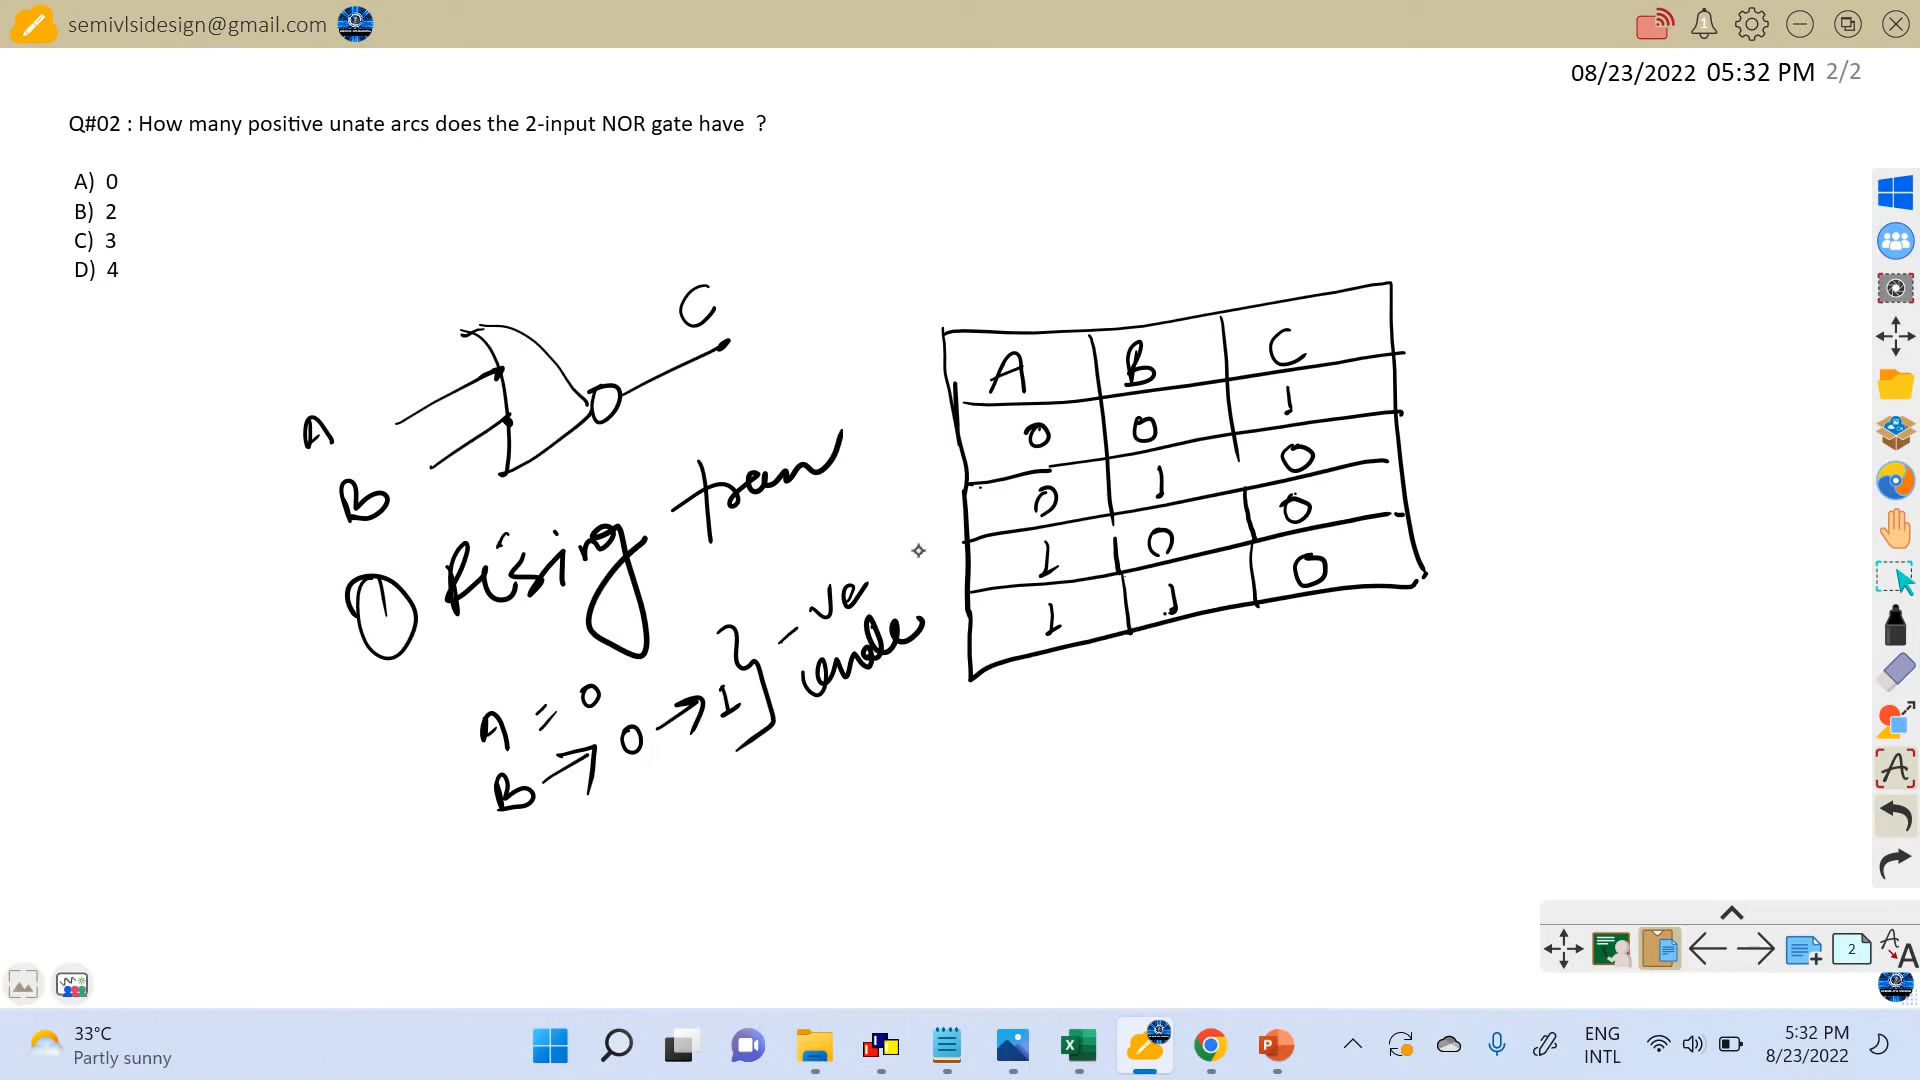 semivlsidesign@gmail.com
08/23/2022 05:32 PM 2/2
Q#02 : How many positive unate arcs does the 2-input NOR gate have ?
A) 0
B) 2
C) 3
D) 4
C
A
B
A B C
0 0 1
0 1 0
1 0 0
1 1 0
① Rising
A = 0
B → 0 → 1 } -ve
unate
2
33°C
Partly sunny
ENG
INTL
5:32 PM
8/23/2022